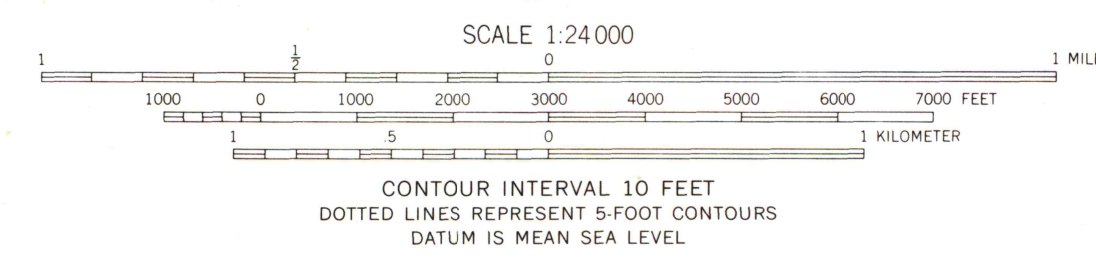 SCALE 1:24 000
1 ½ 0 1 MILE
1000 0 1000 2000 3000 4000 5000 6000 7000 FEET
1 .5 0 1 KILOMETER
CONTOUR INTERVAL 10 FEET
DOTTED LINES REPRESENT 5-FOOT CONTOURS
DATUM IS MEAN SEA LEVEL